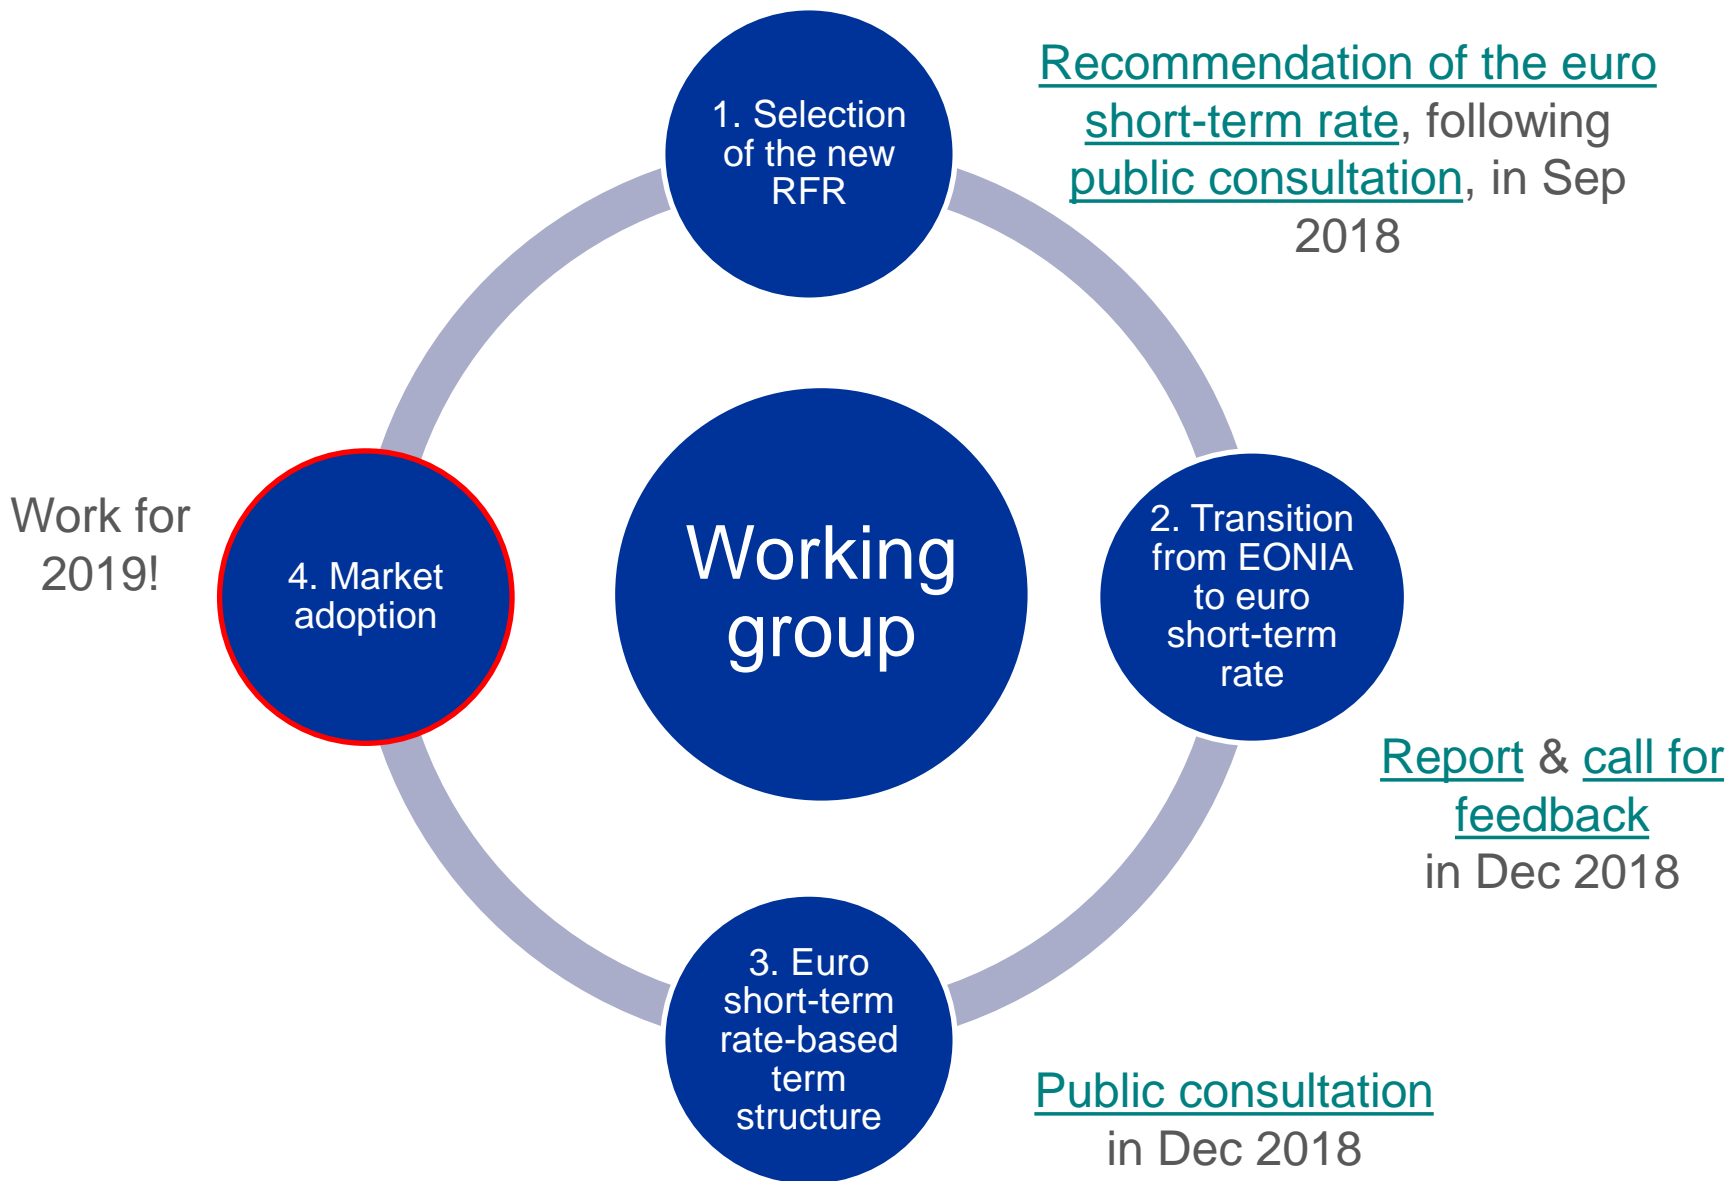 1. Selection
of the new
RFR
Recommendation of the euro
short-term rate, following
public consultation, in Sep
2018
2. Transition
from EONIA
to euro
short-term
rate
Report & call for
feedback
in Dec 2018
3. Euro
short-term
rate-based
term
structure
Public consultation
in Dec 2018
4. Market
adoption
Work for
2019!
Working
group